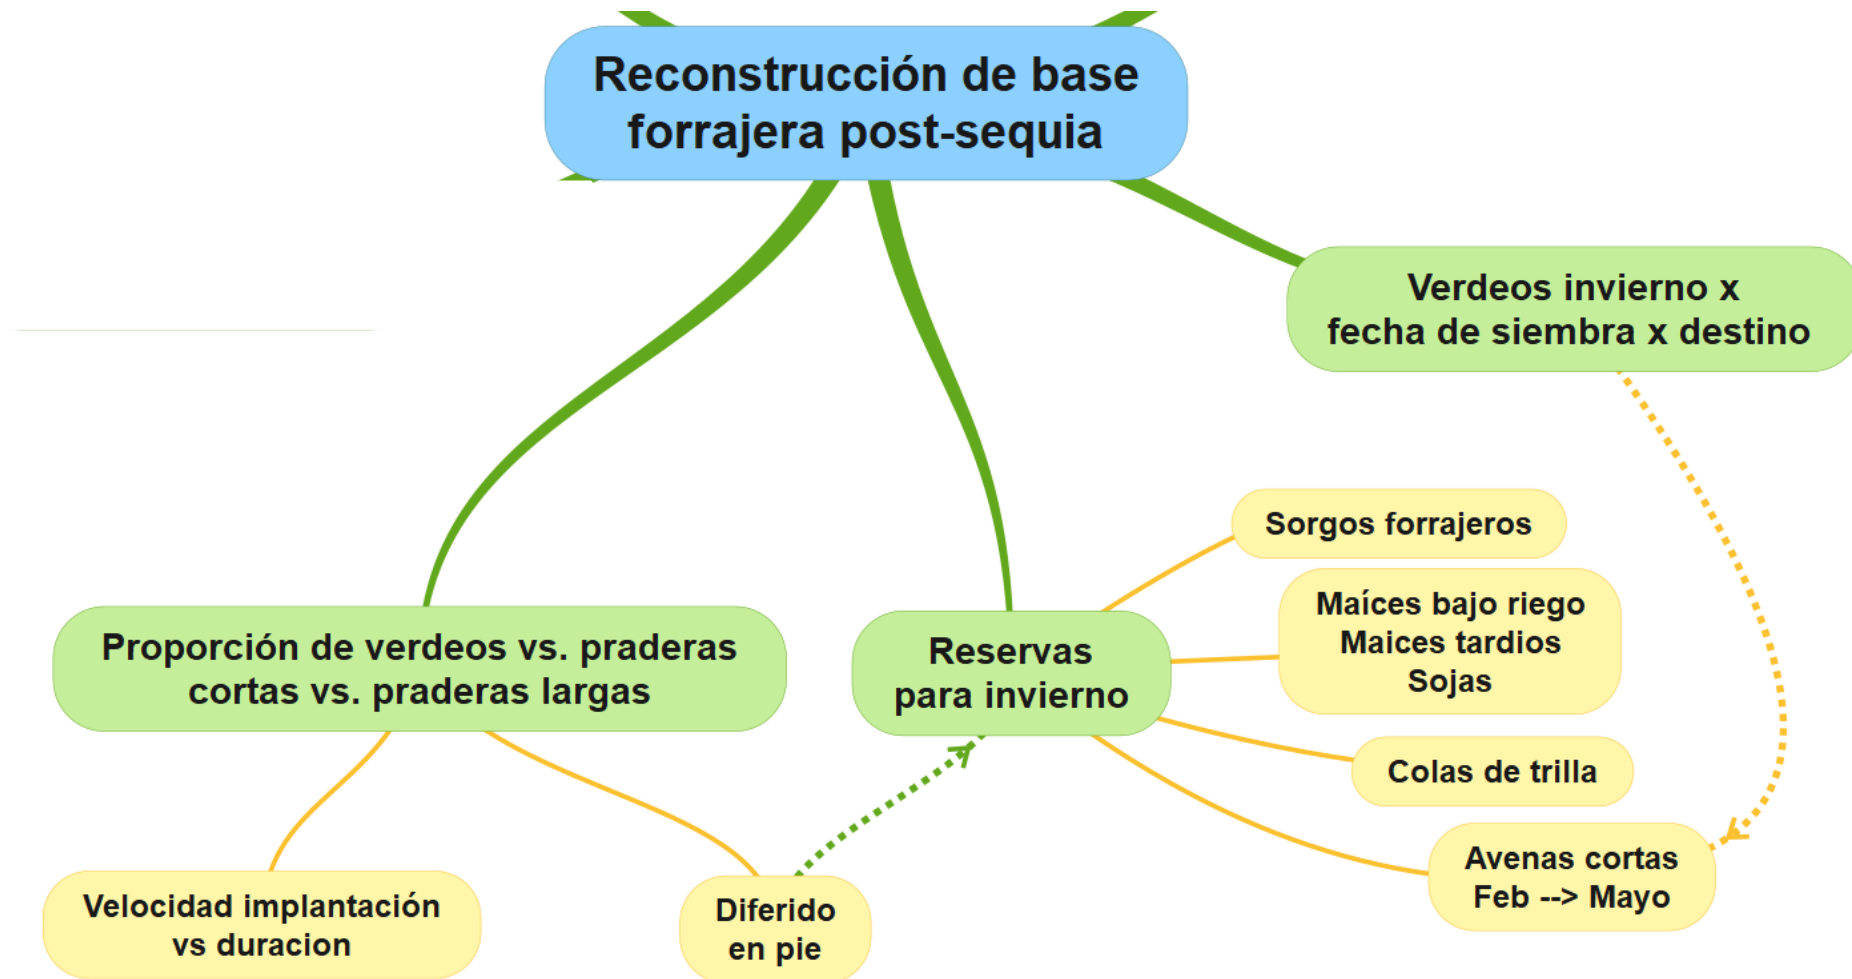 Reconstrucción de base
forrajera post-sequia
Verdeos invierno x
fecha de siembra x destino
Sorgos forrajeros
Maíces bajo riego
Maices tardios
Sojas
Proporción de verdeos vs. praderas
cortas vs. praderas largas
Reservas
para invierno
Colas de trilla
Avenas cortas
Feb --> Mayo
Velocidad implantación
vs duracion
Diferido
en pie